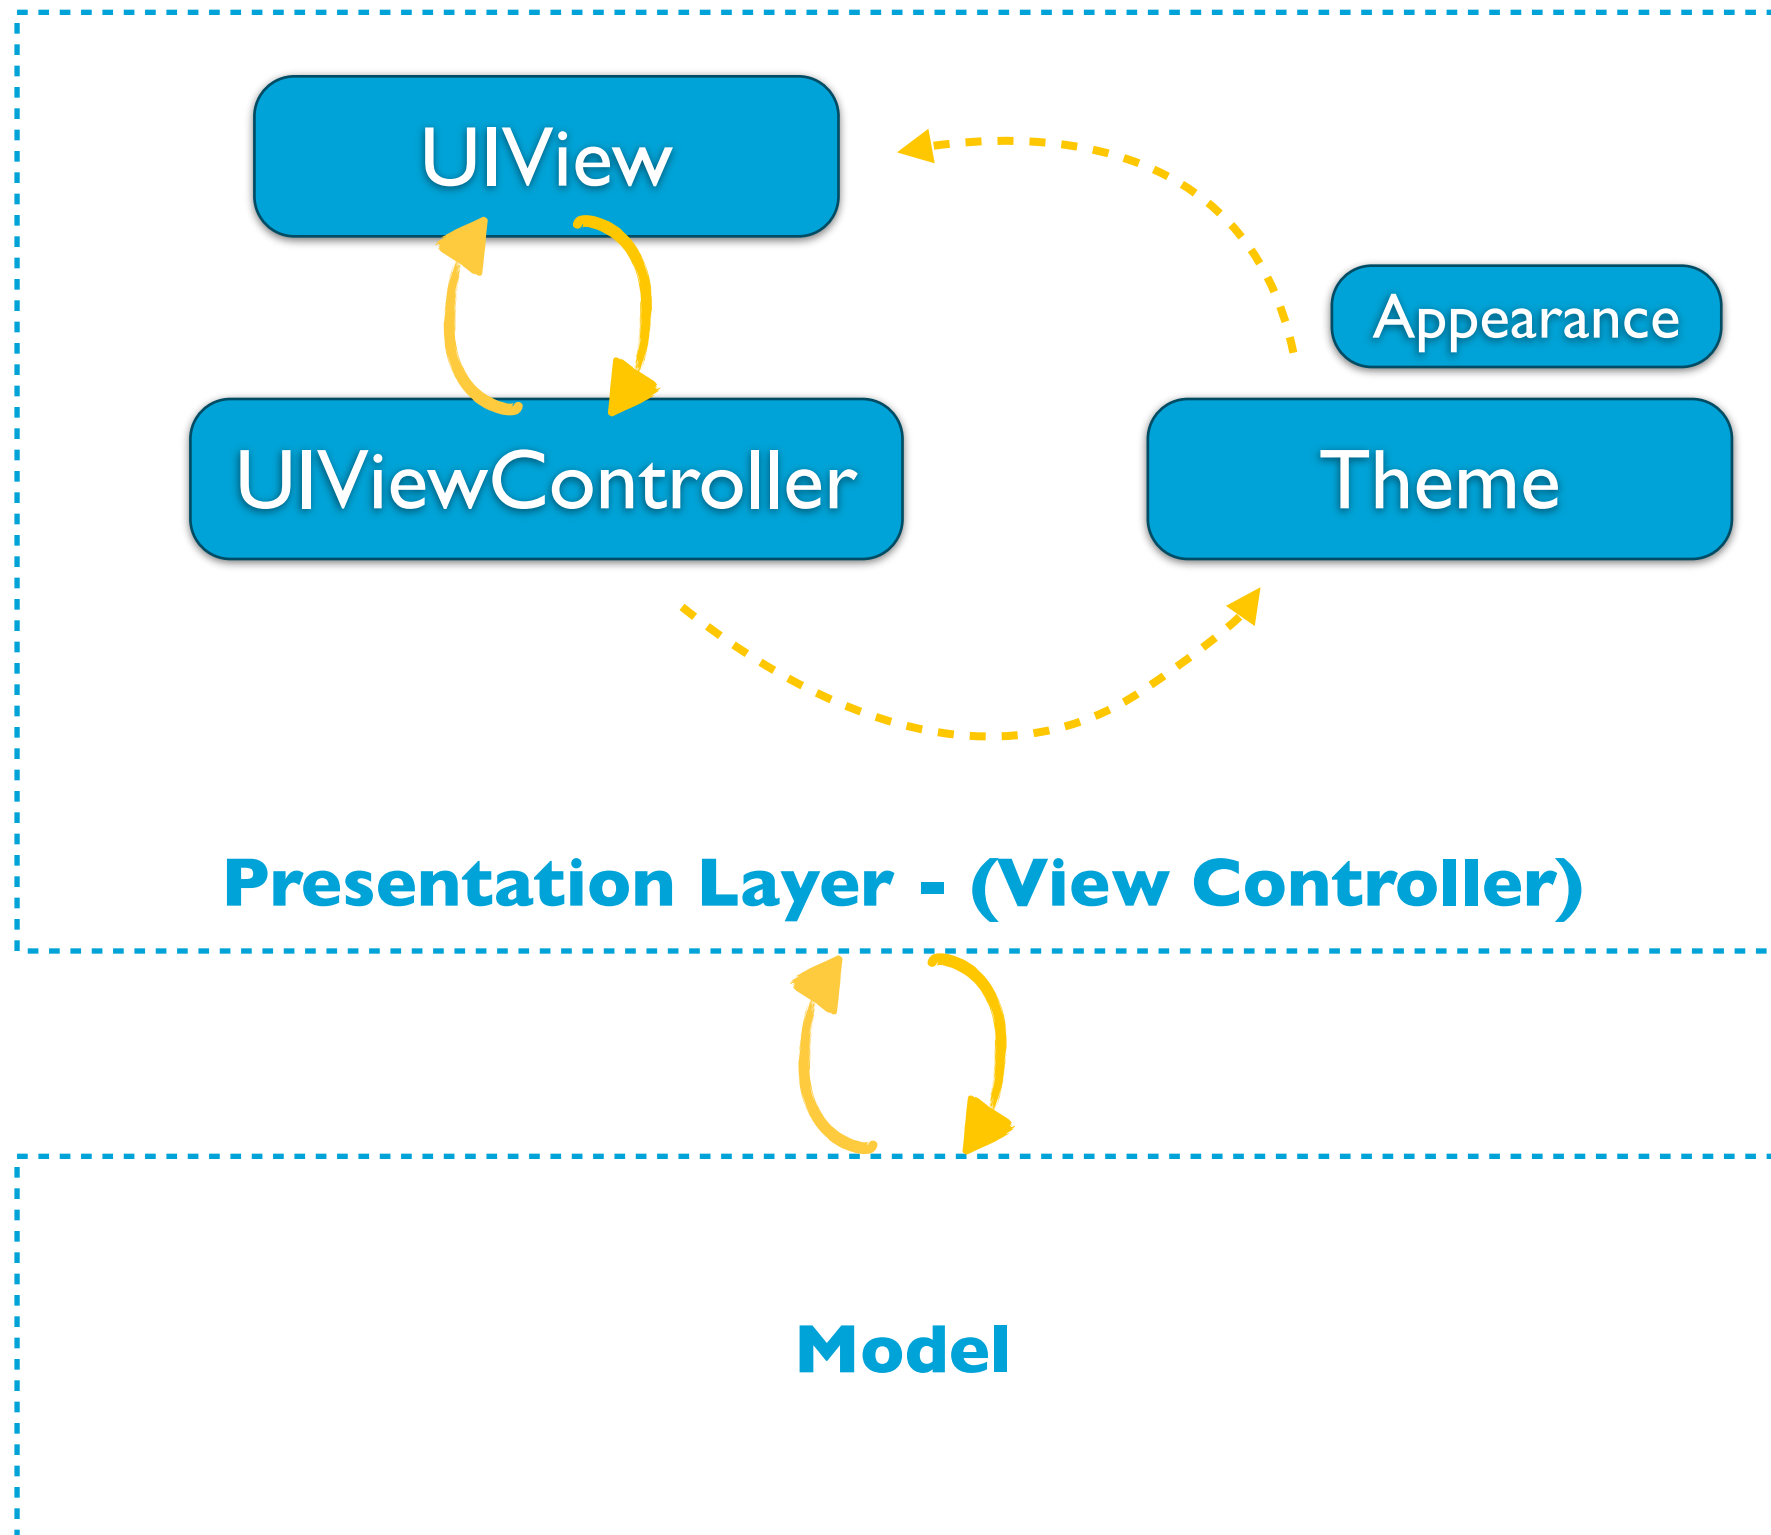 UIView
Appearance
UIViewController
Theme
Presentation Layer - (View Controller)
Model